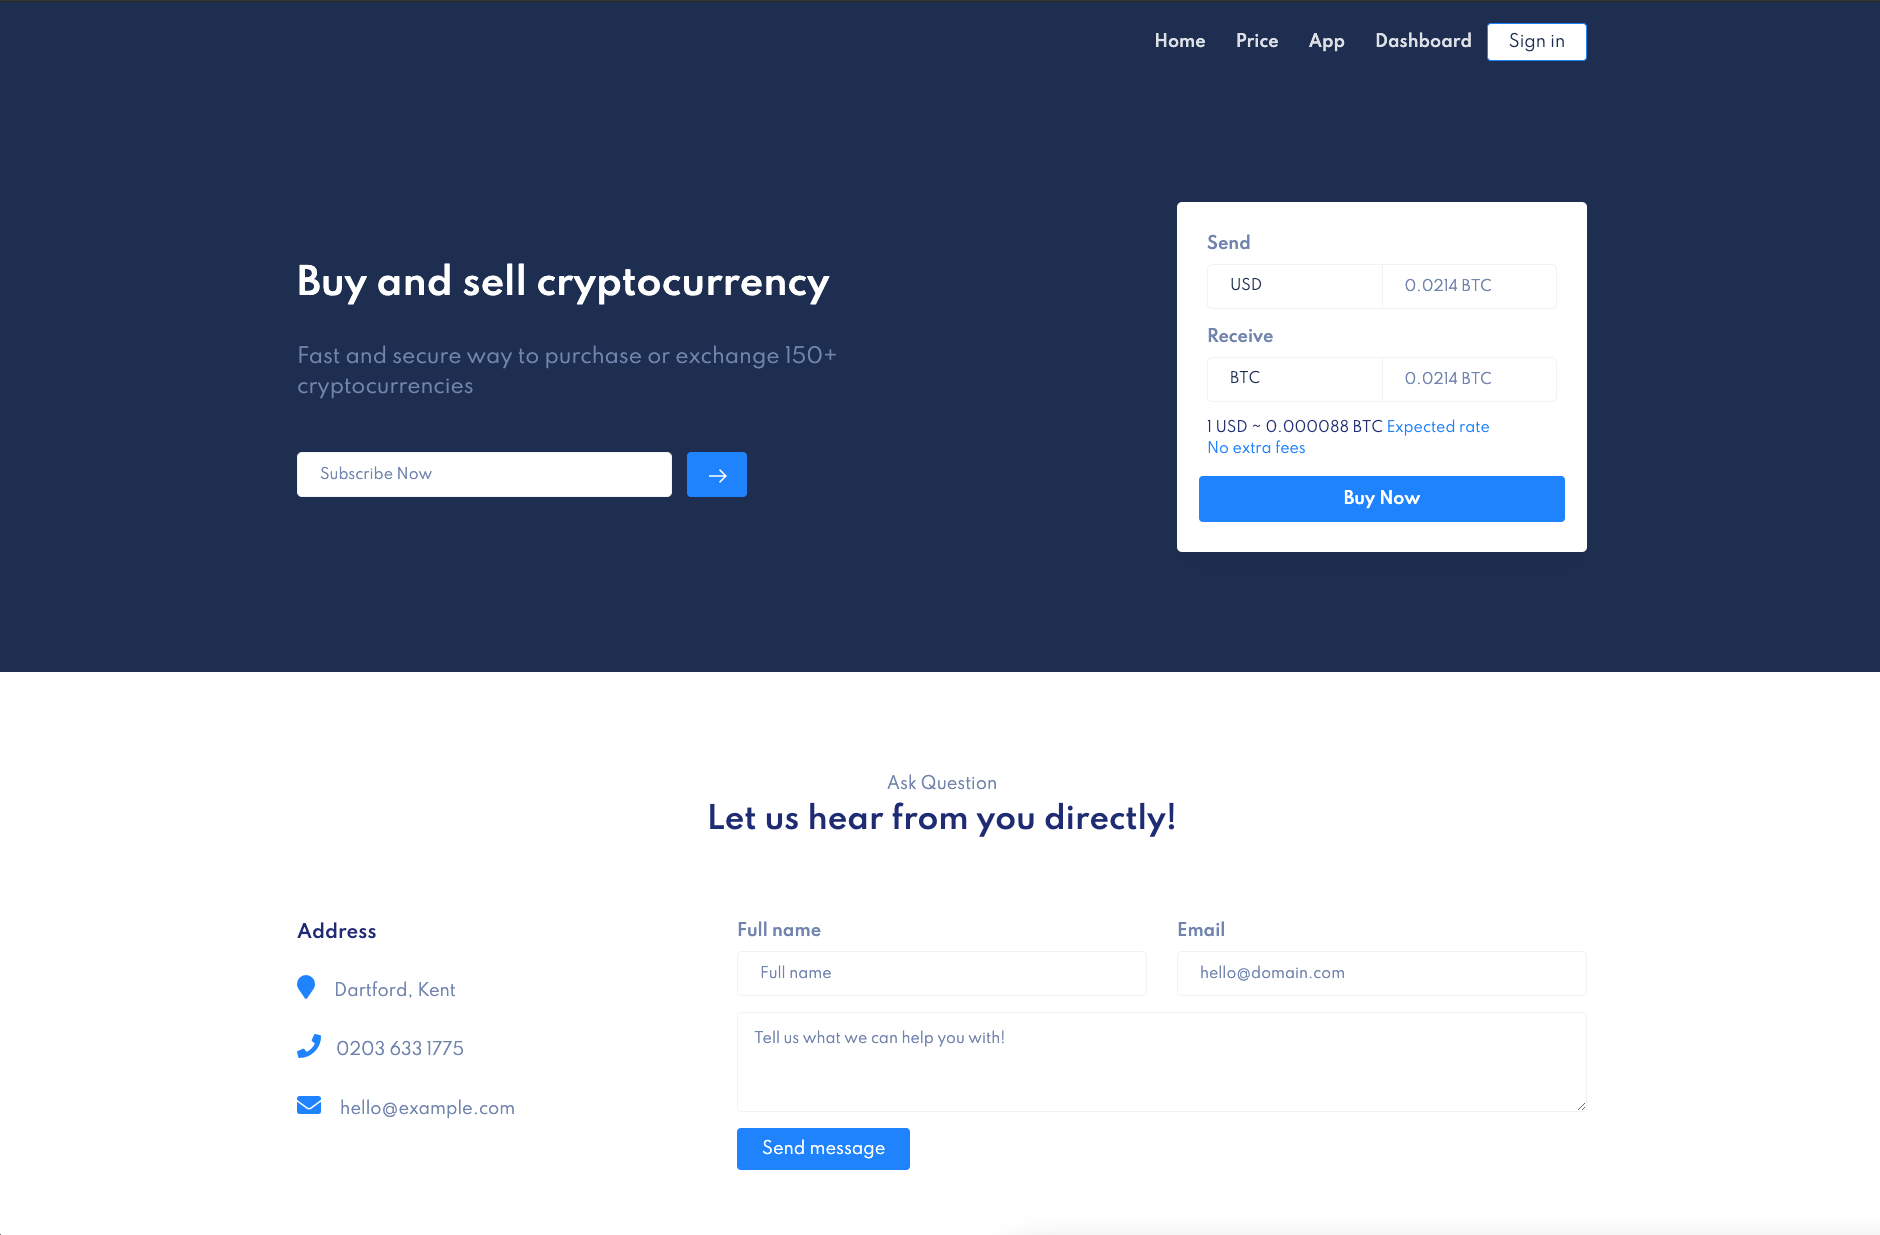 Home Price App Dashboard Sign in
Buy and sell cryptocurrency
Fast and secure way to purchase or exchange 150+
cryptocurrencies
Subscribe Now
Send
USD 0.0214 BTC
Receive
BTC 0.0214 BTC
1 USD ~ 0.000088 BTC Expected rate
No extra fees
Buy Now
Ask Question
Let us hear from you directly!
Address
Dartford, Kent
0203 633 1775
hello@example.com
Full name
Full name
Email
hello@domain.com
Tell us what we can help you with!
Send message